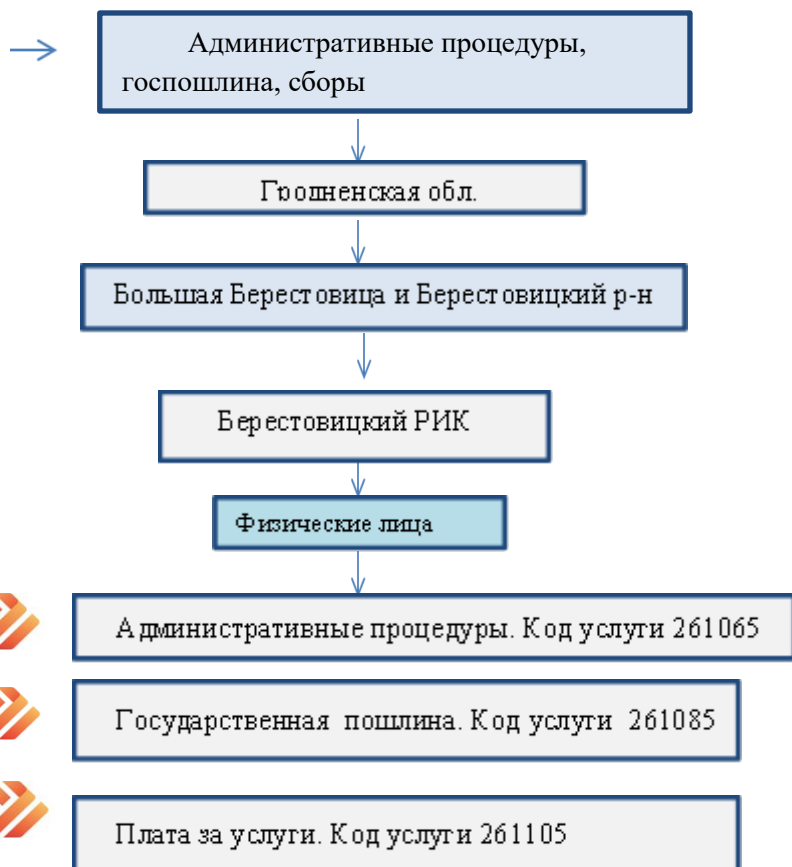 Административные процедуры,
госпошлина, сборы
Гродненская обл.
Большая Берестовица и Берестовицкий р-н
Берестовицкий РИК
Физические лица
Административные процедуры. Код услуги 261065
Государственная пошлина. Код услуги 261085
Плата за услуги. Код услуги 261105